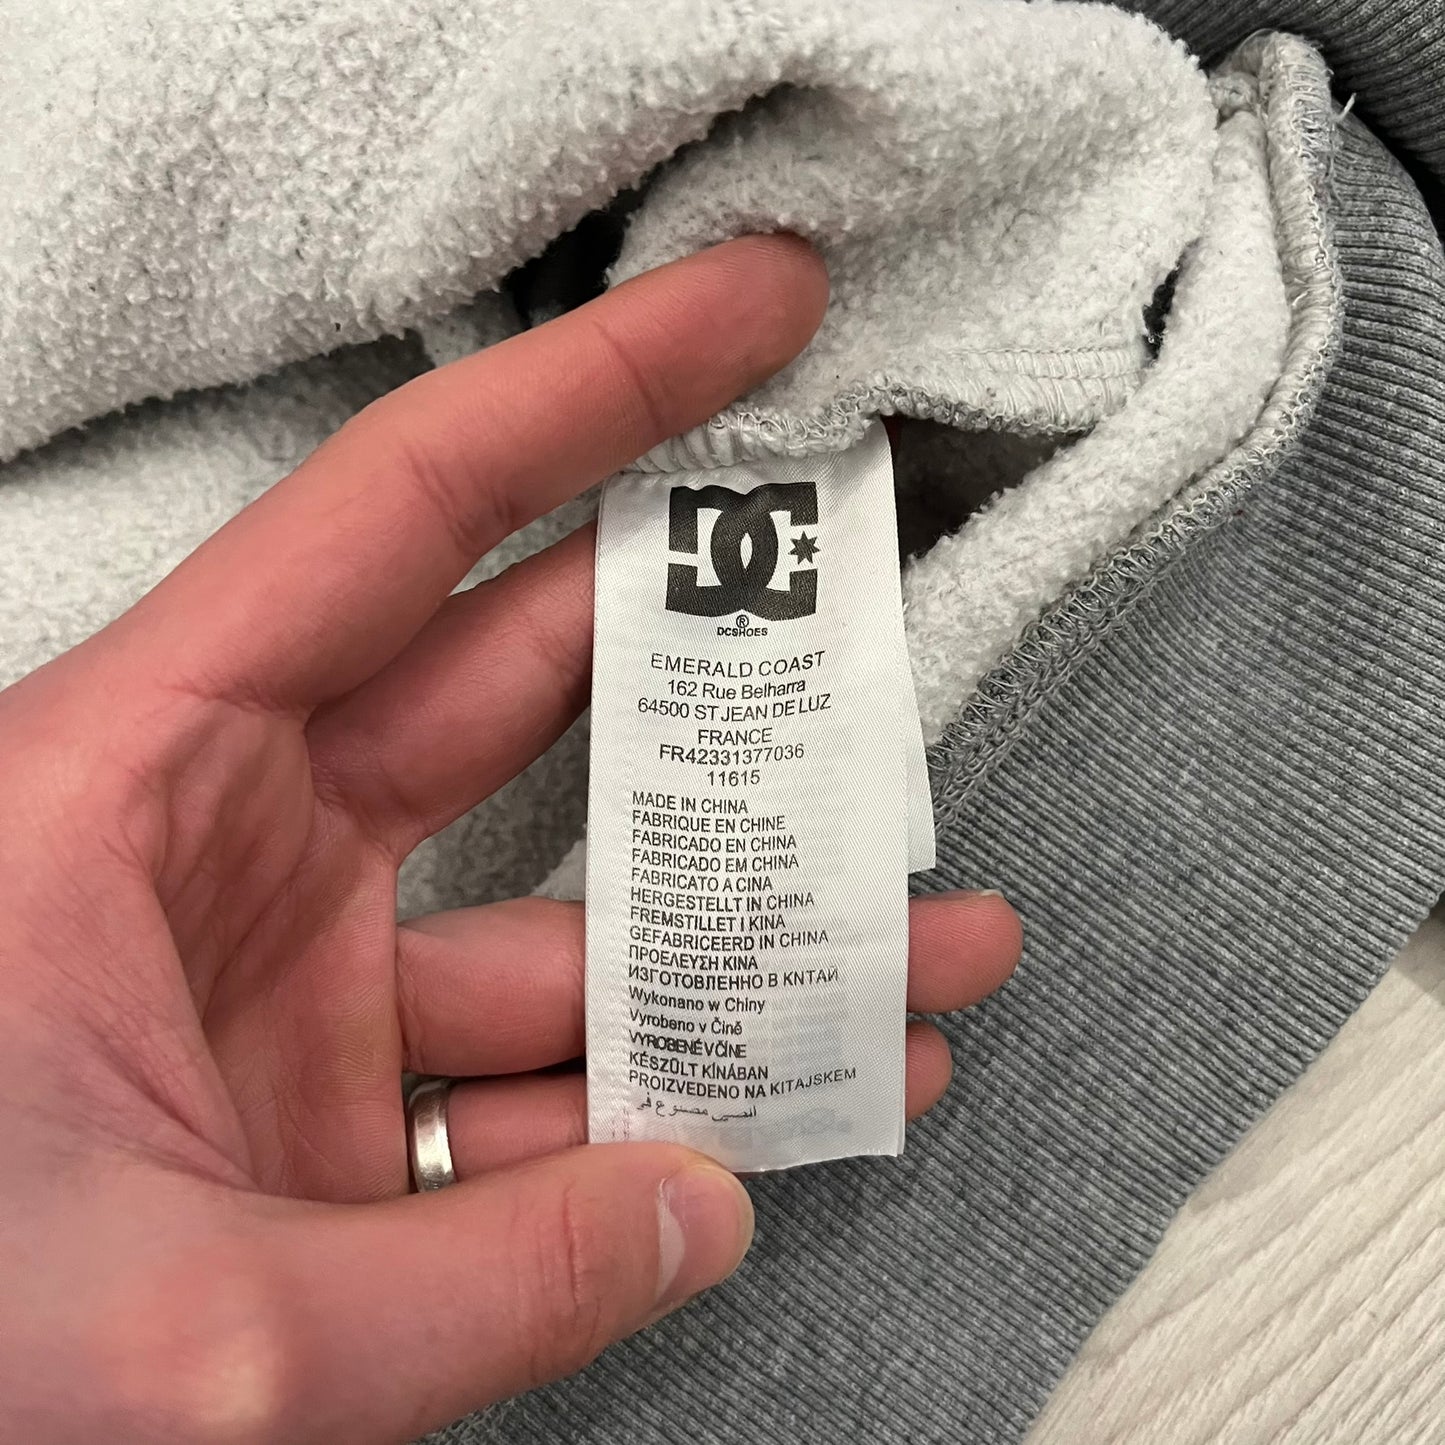 DC
®
DCSHOES
EMERALD COAST
162 Rue Belharra
64500 ST JEAN DE LUZ
FRANCE
FR42331377036
11615
MADE IN CHINA
FABRIQUE EN CHINE
FABRICADO EN CHINA
FABRICADO EM CHINA
FABRICATO A CINA
HERGESTELLT IN CHINA
FREMSTILLET I KINA
GEFABRICEERD IN CHINA
ΠΡΟΕΛΕΥΣΗ ΚΙΝΑ
ИЗГОТОВЛЕННО В КNТАЙ
Wykonano w Chiny
Vyrobeno v Čině
VYROBENÉ V ČÍNE
KÉSZÜLT KÍNÁBAN
PROIZVEDENO NA KITAJSKEM